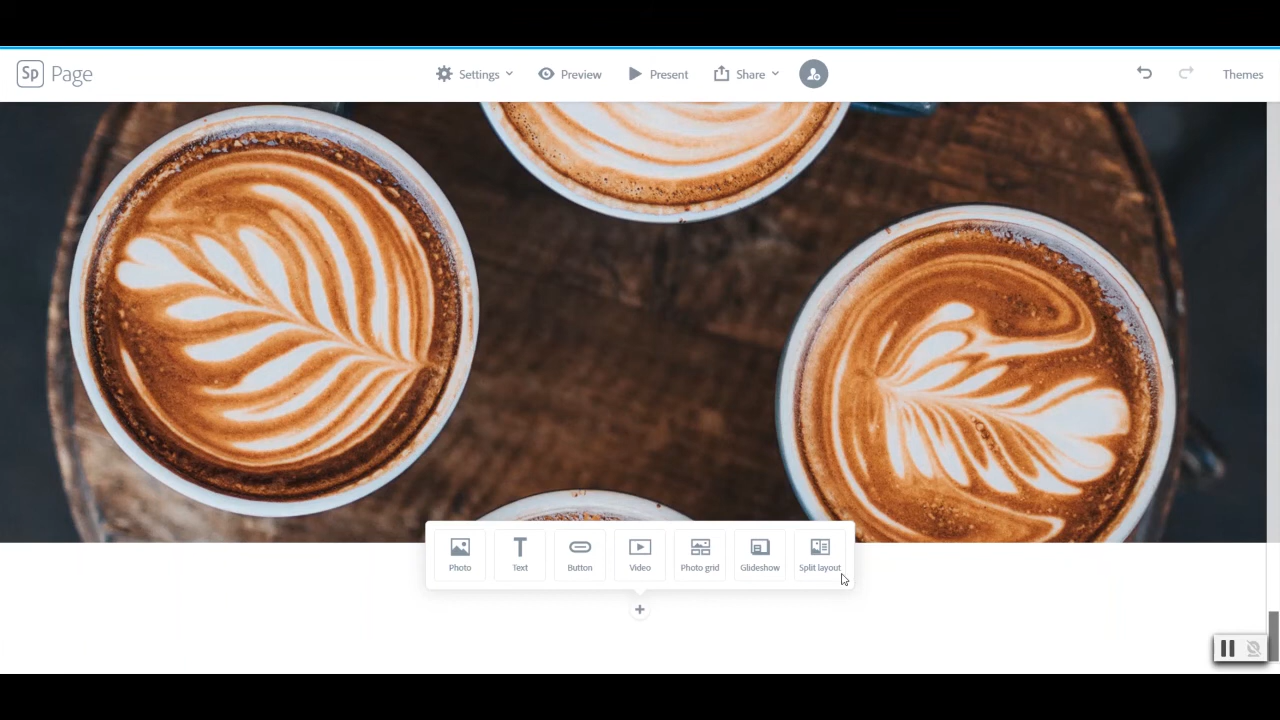 Sp Page Settings Preview Present Share Themes
Photo Text Button Video Photo grid Glideshow Split layout